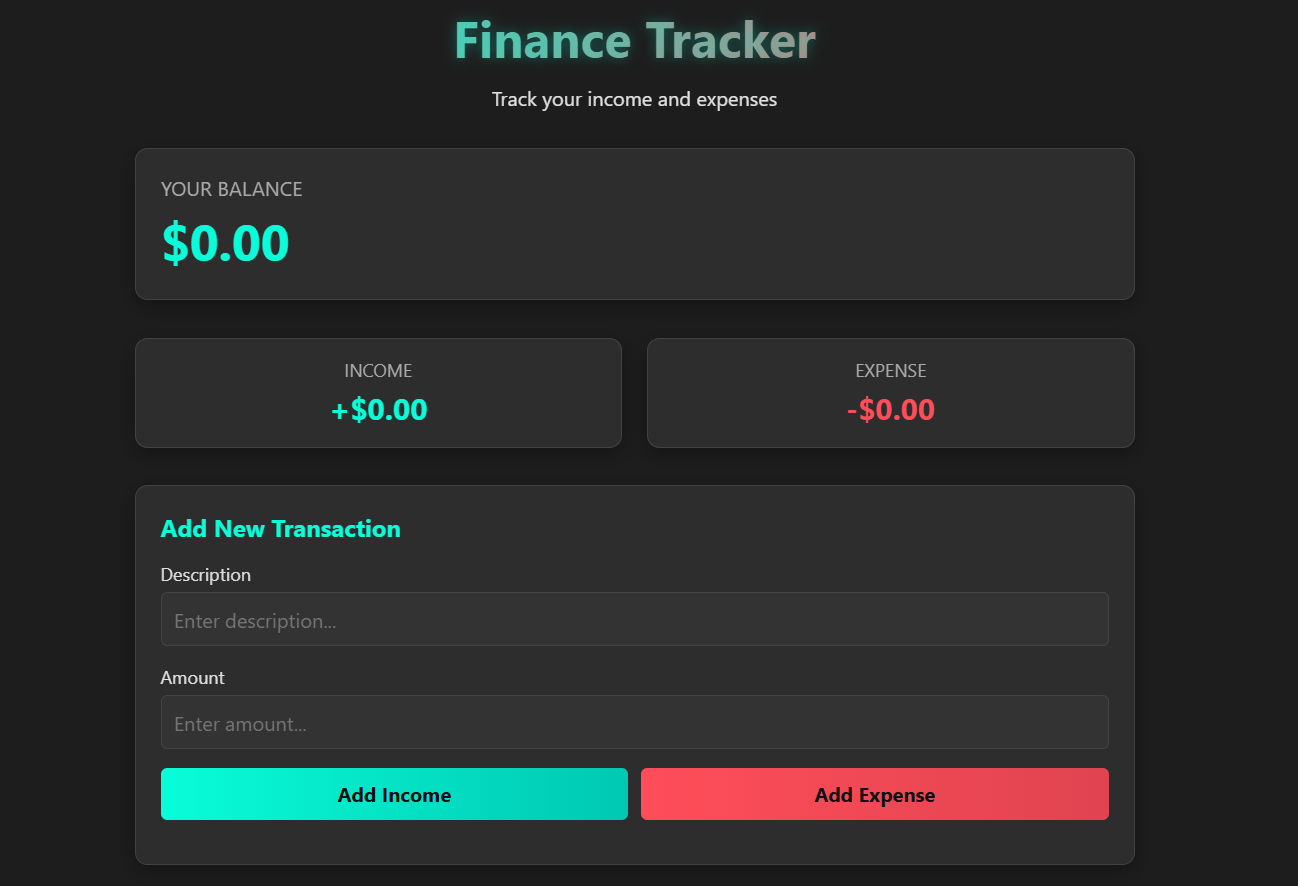 Finance Tracker
Track your income and expenses
YOUR BALANCE
$0.00
INCOME
+$0.00
EXPENSE
-$0.00
Add New Transaction
Description
Enter description...
Amount
Enter amount...
Add Income
Add Expense